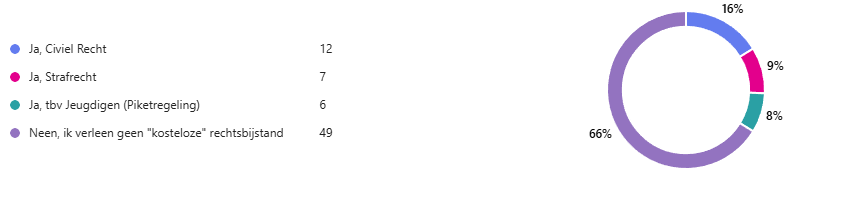 Ja, Civiel Recht 12
Ja, Strafrecht 7
Ja, tbv Jeugdigen (Piketregeling) 6
Neen, ik verleen geen "kosteloze" rechtsbijstand 49
16%
9%
8%
66%